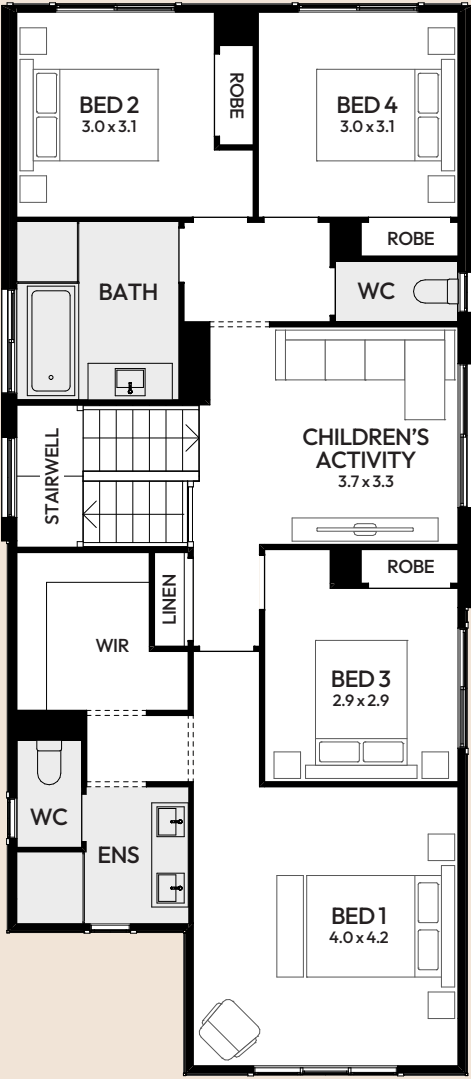 BED 2
3.0 x 3.1
ROBE
BED 4
3.0 x 3.1
ROBE
BATH
WC
STAIRWELL
CHILDREN'S
ACTIVITY
3.7 x 3.3
LINEN
ROBE
WIR
BED 3
2.9 x 2.9
WC
ENS
BED 1
4.0 x 4.2